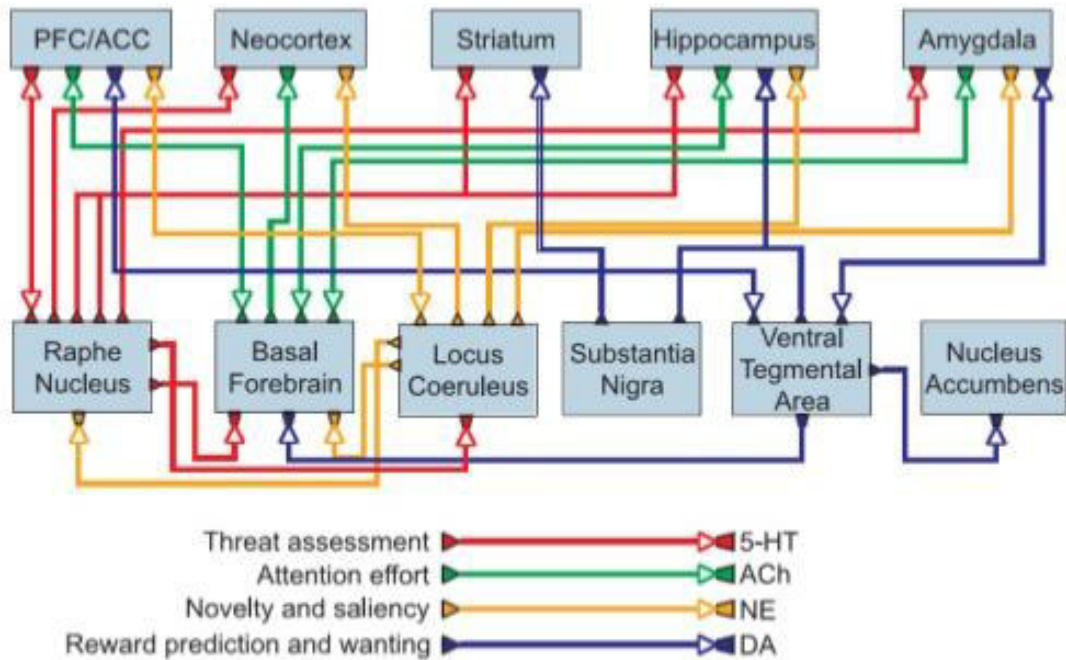 PFC/ACC
Neocortex
Striatum
Hippocampus
Amygdala
Raphe
Nucleus
Basal
Forebrain
Locus
Coeruleus
Substantia
Nigra
Ventral
Tegmental
Area
Nucleus
Accumbens
Threat assessment 5-HT
Attention effort ACh
Novelty and saliency NE
Reward prediction and wanting DA